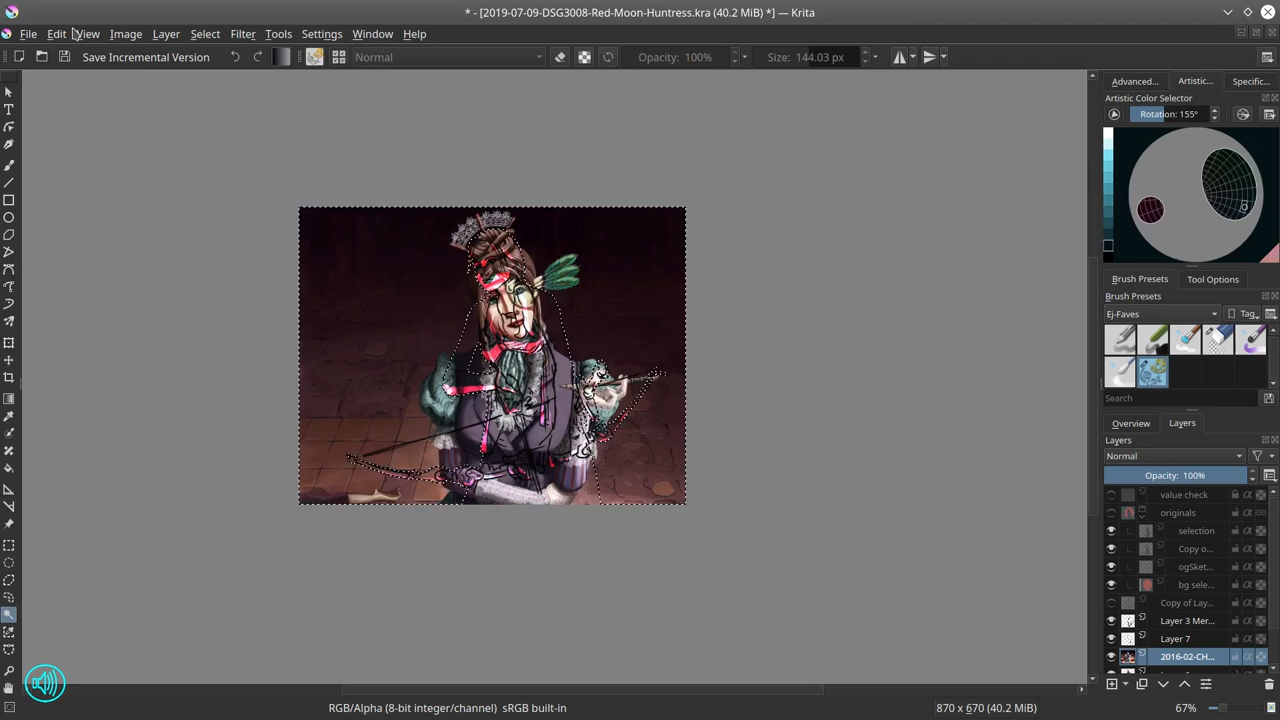 * - [2019-07-09-DSG3008-Red-Moon-Huntress.kra (40.2 MiB) *] — Krita
File Edit View Image Layer Select Filter Tools Settings Window Help
Save Incremental Version Normal Opacity: 100% Size: 144.03 px
Advanced... Artistic... Specific...
Artistic Color Selector
Rotation: 155°
Brush Presets Tool Options
Brush Presets
Ej-Faves Tag
Search
Overview Layers
Layers
Normal
Opacity: 100%
value check
originals
selection
Copy o...
ogSket...
bg sele...
Copy of Lay...
Layer 3 Mer...
Layer 7
2016-02-CH...
RGB/Alpha (8-bit integer/channel) sRGB built-in 870 x 670 (40.2 MiB) 67%